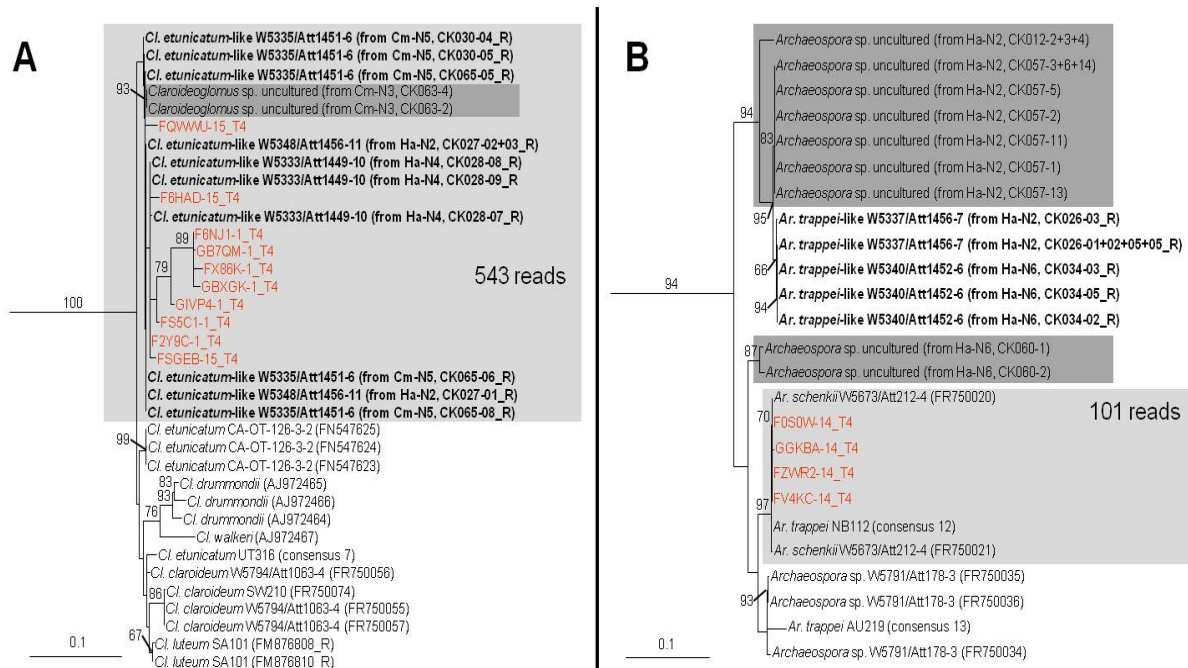 A
Cl. etunicatum-like W5335/Att1451-6 (from Cm-N5, CK030-04_R)
Cl. etunicatum-like W5335/Att1451-6 (from Cm-N5, CK030-05_R)
Cl. etunicatum-like W5335/Att1451-6 (from Cm-N5, CK065-05_R)
93
Claroideoglomus sp. uncultured (from Cm-N3, CK063-4)
Claroideoglomus sp. uncultured (from Cm-N3, CK063-2)
FQWWU-15_T4
Cl. etunicatum-like W5348/Att1456-11 (from Ha-N2, CK027-02+03_R)
Cl. etunicatum-like W5333/Att1449-10 (from Ha-N4, CK028-08_R)
Cl. etunicatum-like W5333/Att1449-10 (from Ha-N4, CK028-09_R
F6HAD-15_T4
Cl. etunicatum-like W5333/Att1449-10 (from Ha-N4, CK028-07_R)
F6NJ1-1_T4
89
GB7QM-1_T4
FX86K-1_T4
79
GBXGK-1_T4
543 reads
GIVP4-1_T4
100
FS5C1-1_T4
F2Y9C-1_T4
FSGEB-15_T4
Cl. etunicatum-like W5335/Att1451-6 (from Cm-N5, CK065-06_R)
Cl. etunicatum-like W5348/Att1456-11 (from Ha-N2, CK027-01_R)
Cl. etunicatum-like W5335/Att1451-6 (from Cm-N5, CK065-08_R)
Cl. etunicatum CA-OT-126-3-2 (FN547625)
99
Cl. etunicatum CA-OT-126-3-2 (FN547624)
Cl. etunicatum CA-OT-126-3-2 (FN547623)
83
Cl. drummondii (AJ972465)
93
Cl. drummondii (AJ972466)
76
Cl. drummondii (AJ972464)
Cl. walkeri (AJ972467)
Cl. etunicatum UT316 (consensus 7)
Cl. claroideum W5794/Att1063-4 (FR750056)
86
Cl. claroideum SW210 (FR750074)
Cl. claroideum W5794/Att1063-4 (FR750055)
Cl. claroideum W5794/Att1063-4 (FR750057)
67
Cl. luteum SA101 (FM876808_R)
0.1
Cl. luteum SA101 (FM876810_R)
B
Archaeospora sp. uncultured (from Ha-N2, CK012-2+3+4)
Archaeospora sp. uncultured (from Ha-N2, CK057-3+6+14)
Archaeospora sp. uncultured (from Ha-N2, CK057-5)
94
Archaeospora sp. uncultured (from Ha-N2, CK057-2)
83
Archaeospora sp. uncultured (from Ha-N2, CK057-11)
Archaeospora sp. uncultured (from Ha-N2, CK057-1)
Archaeospora sp. uncultured (from Ha-N2, CK057-13)
95
Ar. trappei-like W5337/Att1456-7 (from Ha-N2, CK026-03_R)
Ar. trappei-like W5337/Att1456-7 (from Ha-N2, CK026-01+02+05+05_R)
66
Ar. trappei-like W5340/Att1452-6 (from Ha-N6, CK034-03_R)
94
Ar. trappei-like W5340/Att1452-6 (from Ha-N6, CK034-05_R)
94
Ar. trappei-like W5340/Att1452-6 (from Ha-N6, CK034-02_R)
87
Archaeospora sp. uncultured (from Ha-N6, CK060-1)
Archaeospora sp. uncultured (from Ha-N6, CK060-2)
Ar. schenkii W5673/Att212-4 (FR750020)
101 reads
70
F0S0W-14_T4
GGKBA-14_T4
FZWR2-14_T4
FV4KC-14_T4
97
Ar. trappei NB112 (consensus 12)
Ar. schenkii W5673/Att212-4 (FR750021)
Archaeospora sp. W5791/Att178-3 (FR750035)
93
Archaeospora sp. W5791/Att178-3 (FR750036)
Ar. trappei AU219 (consensus 13)
0.1
Archaeospora sp. W5791/Att178-3 (FR750034)